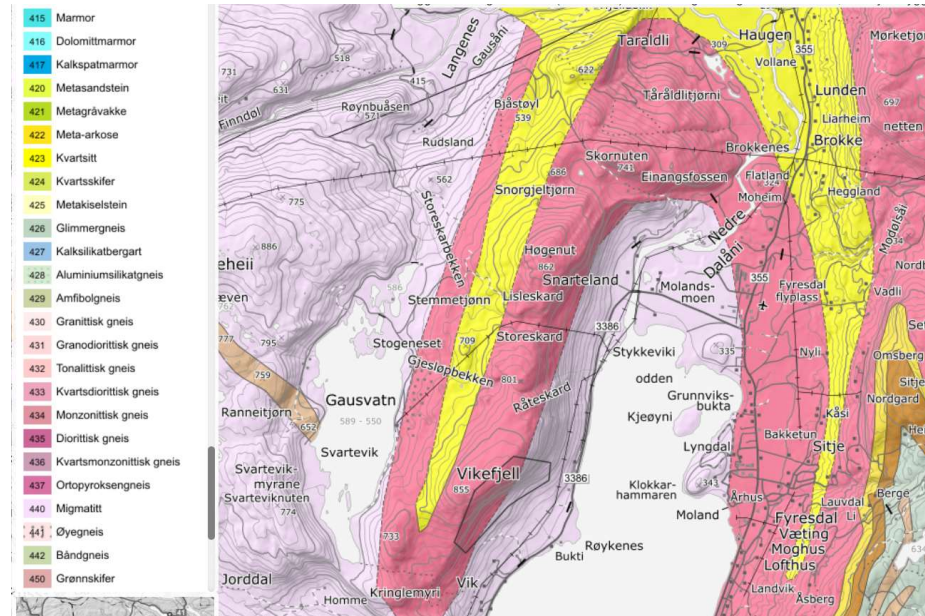 415 Marmor
416 Dolomittmarmor
417 Kalkspatmarmor
420 Metasandstein
421 Metagråvakke
422 Meta-arkose
423 Kvartsitt
424 Kvartsskifer
425 Metakiselstein
426 Glimmergneis
427 Kalksilikatbergart
428 Aluminiumsilikatgneis
429 Amfibolgneis
430 Granittisk gneis
431 Granodiorittisk gneis
432 Tonalittisk gneis
433 Kvartsdiorittisk gneis
434 Monzonittisk gneis
435 Diorittisk gneis
436 Kvartsmonzonittisk gneis
437 Ortopyroksengneis
440 Migmatitt
441 Øyegneis
442 Båndgneis
450 Grønnskifer
Langenes
Gausåni
Taraldli
309
Haugen
355
Vollane
Mørketjø
518
731
631
415
622
Tåråldlitjørni
Lunden
697
Finndøl
Røynbuåsen
571
Bjåstøyl
539
Liarheim
netten
Rudsland
Brokkenes
Brokke
Skornuten
741
562
686
Einangsfossen
Flatland
324
Heggland
775
Snorgjeltjørn
Moheim
Storeskarbekken
Nedre
Dalåni
Modølsåi
886
Høgenut
862
eheii
Snarteland
355
586
Stemmetjønn
Lisleskard
Molands-
moen
Fyresdal
flyplass
Vadli
æven
777
795
3386
Stogeneset
709
Storeskard
Stykkeviki
335
Nyli
Omsberg
759
Gjesløpbekken
801
odden
Gausvatn
589 - 550
Råteskard
Grunnviks-
bukta
Nordgard
Ranneitjørn
652
Kjeøyni
Kåsi
Svartevik
Bakketun
Sitje
Lyngdal
Svartevik-
myrane
Svarteviknuten
774
Vikefjell
855
3386
Klokkar-
hammaren
343
Århus
Berge
Moland
Lauvdal
Li
733
Fyresdal
Væting
Moghus
Lofthus
Røykenes
Bukti
Jorddal
Kringlemyri
Vik
Homme
Landvik
Åsberg